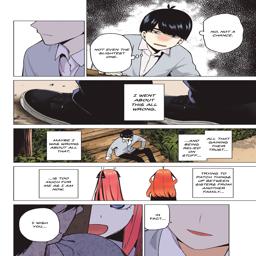 NO, NOT A
CHANCE.
NOT EVEN THE
SLIGHTEST
ONE.
I WENT
ABOUT
THIS ALL
WRONG.
ALL THAT
GAINING
THEIR
TRUST...
...AND
BEING
RELIED
ON
STUFF...
MAYBE I
WAS WRONG
ABOUT ALL
THAT.
TRYING TO
PATCH THINGS
UP BETWEEN
SISTERS FROM
ANOTHER
FAMILY...
...IS TOO
MUCH FOR
ME AS I AM
NOW.
IN
FACT...
I WISH
YOU...